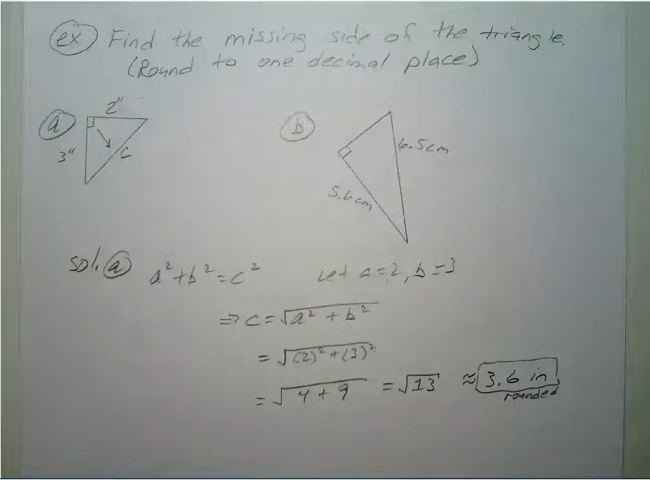 ex Find the missing side of the triangle.
(Round to one decimal place)
a 2"
3" c
b
6.5cm
5.6cm
sol. a a² + b² = c² Let a=2, b=3
⇒ c = √a² + b²
= √(2)² + (3)²
= √4 + 9 = √13 ≈ 3.6 in
rounded